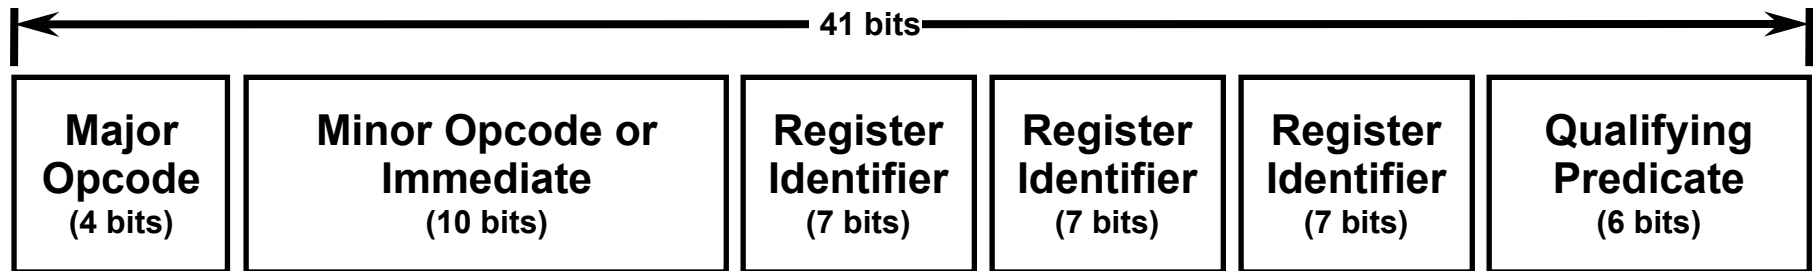 41 bits
Major
Opcode
(4 bits)
Minor Opcode or
Immediate
(10 bits)
Register
Identifier
(7 bits)
Register
Identifier
(7 bits)
Register
Identifier
(7 bits)
Qualifying
Predicate
(6 bits)